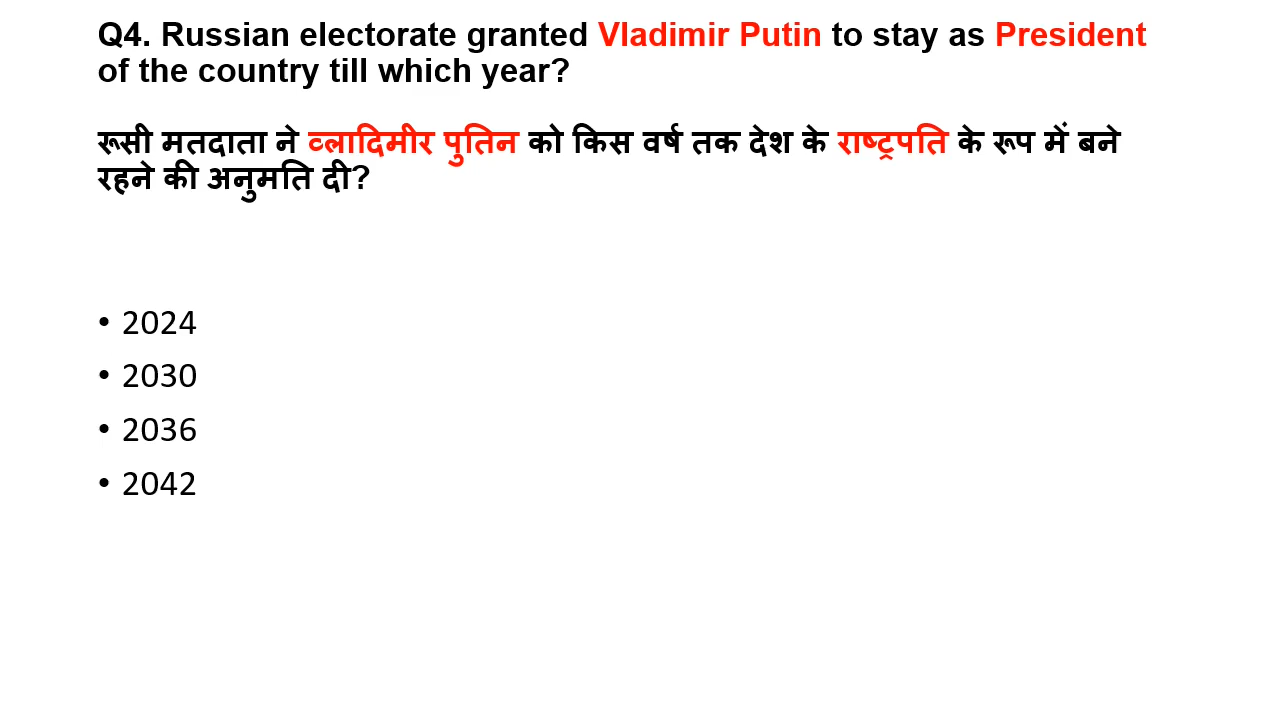 Q4. Russian electorate granted Vladimir Putin to stay as President
of the country till which year?
रूसी मतदाता ने व्लादिमीर पुतिन को किस वर्ष तक देश के राष्ट्रपति के रूप में बने
रहने की अनुमति दी?
• 2024
• 2030
• 2036
• 2042